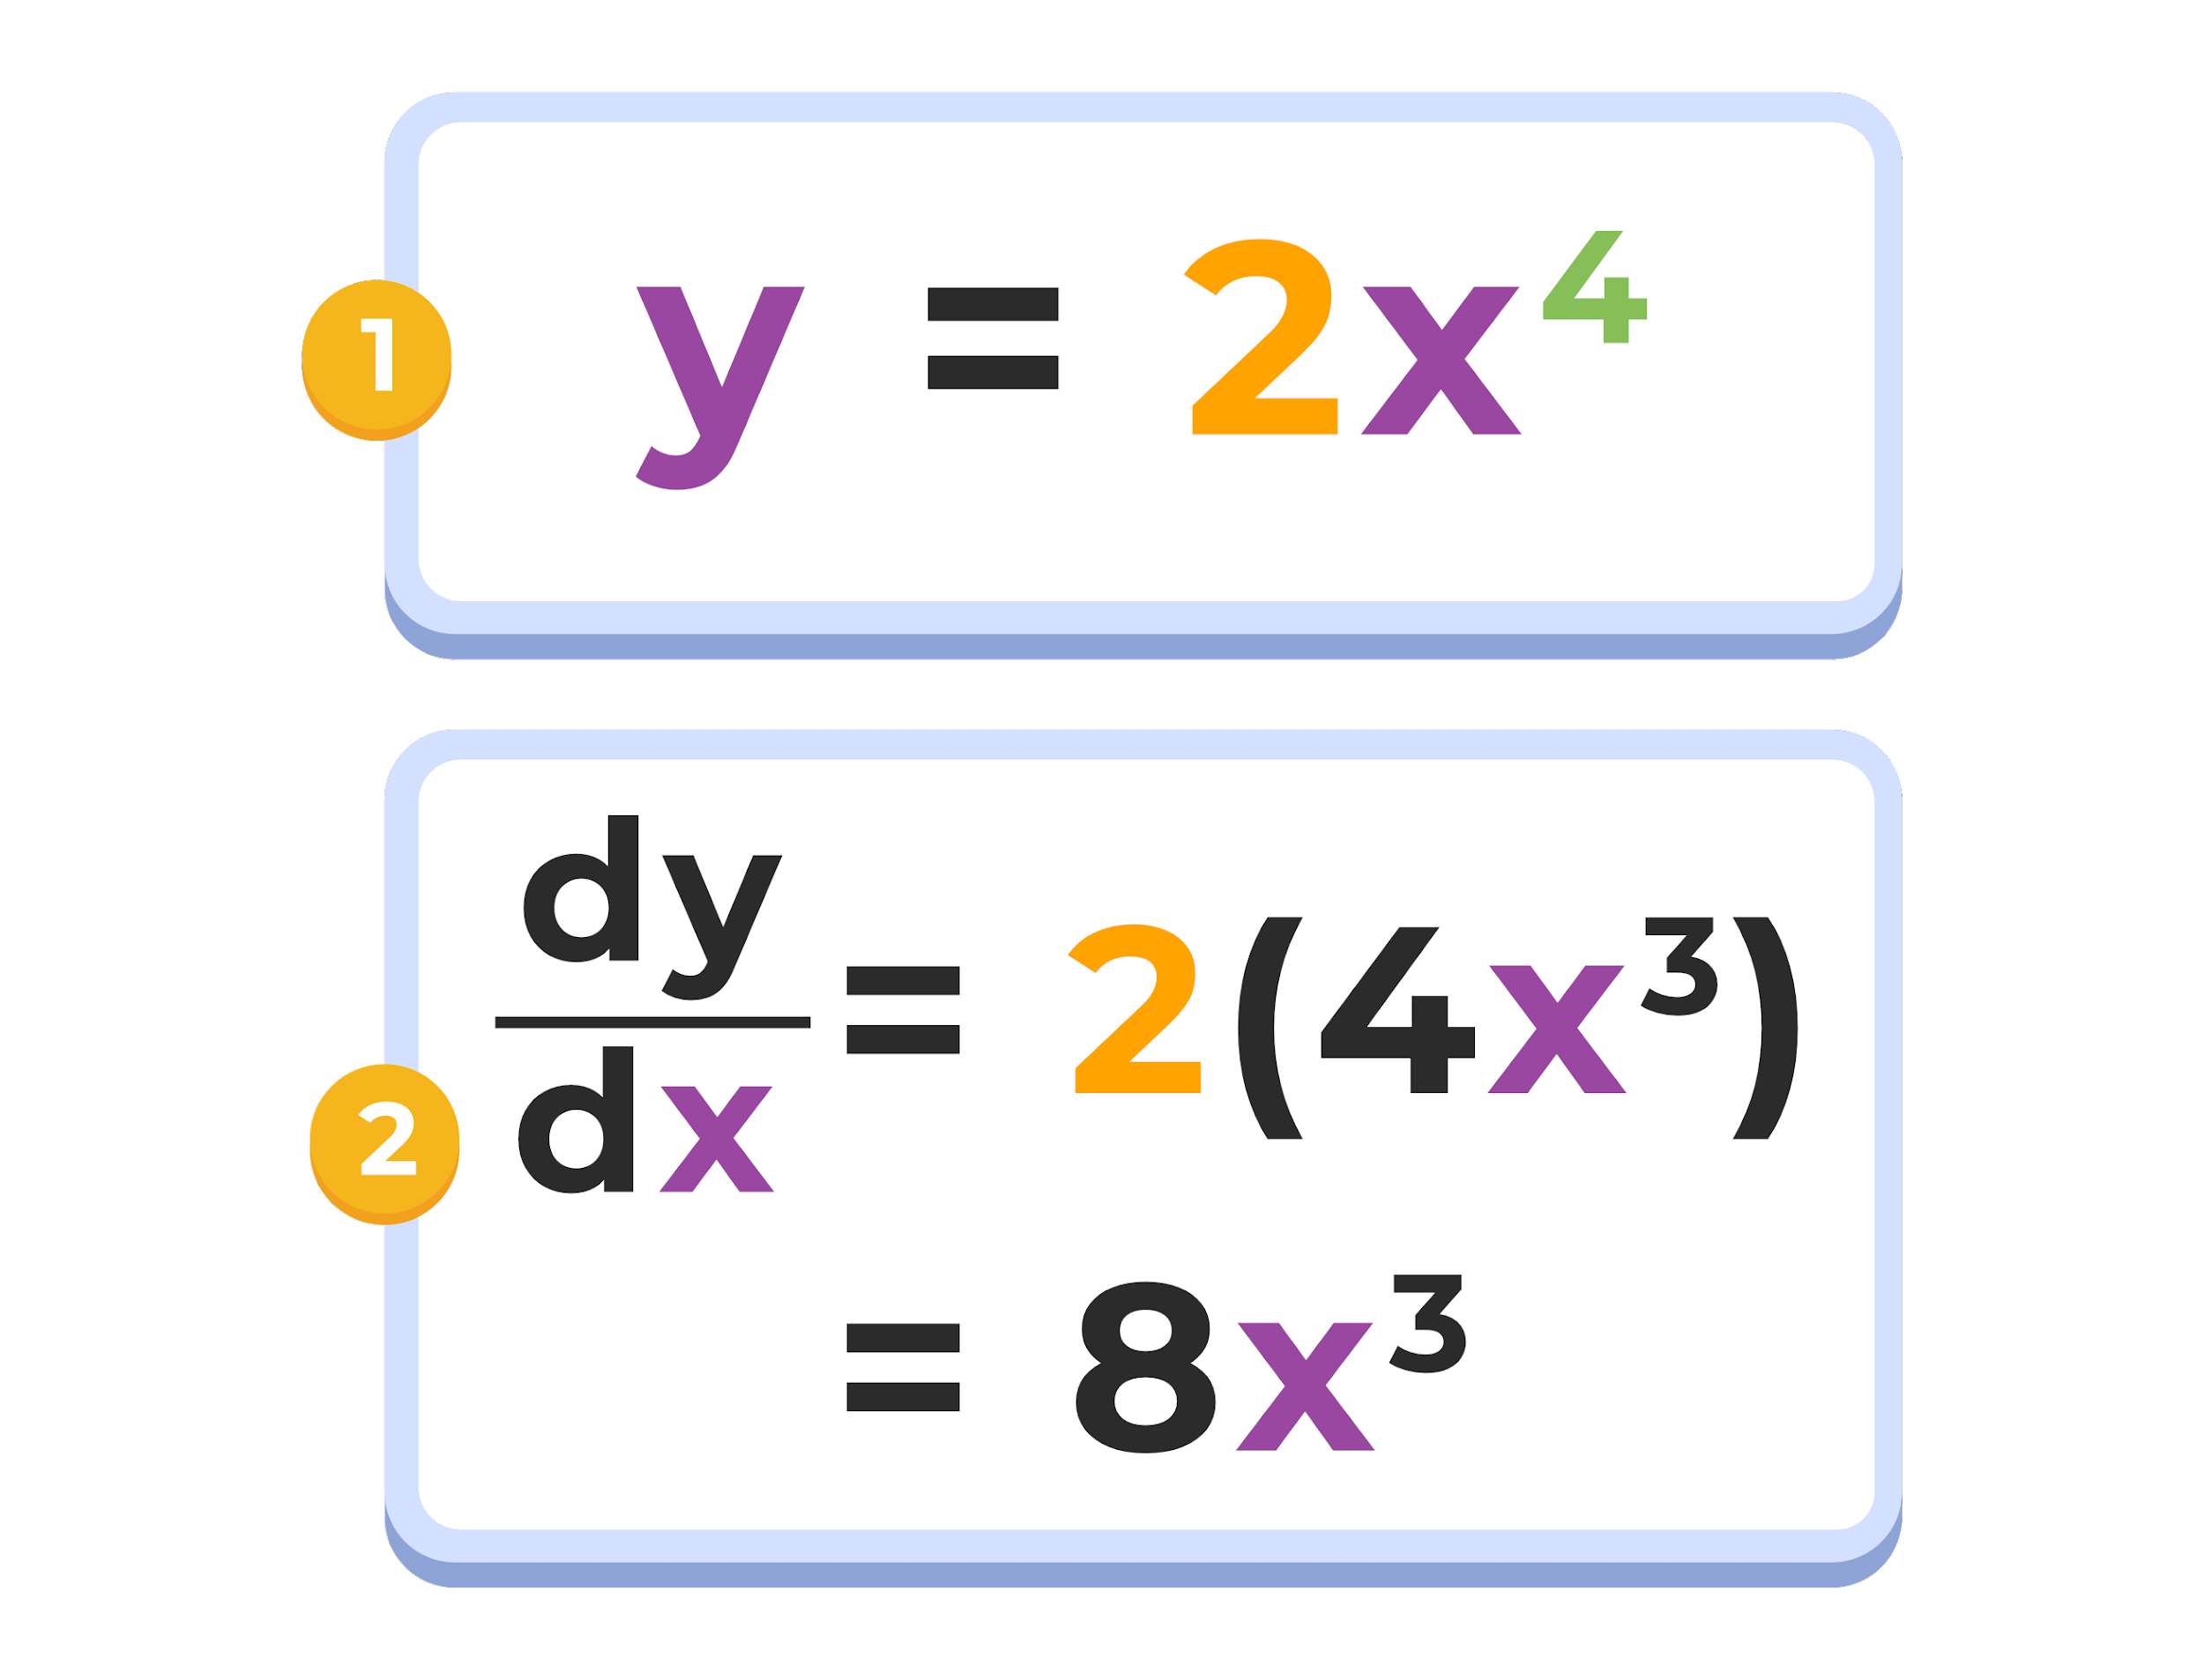 1
y = 2x⁴
2
dy/dx = 2(4x³)
= 8x³